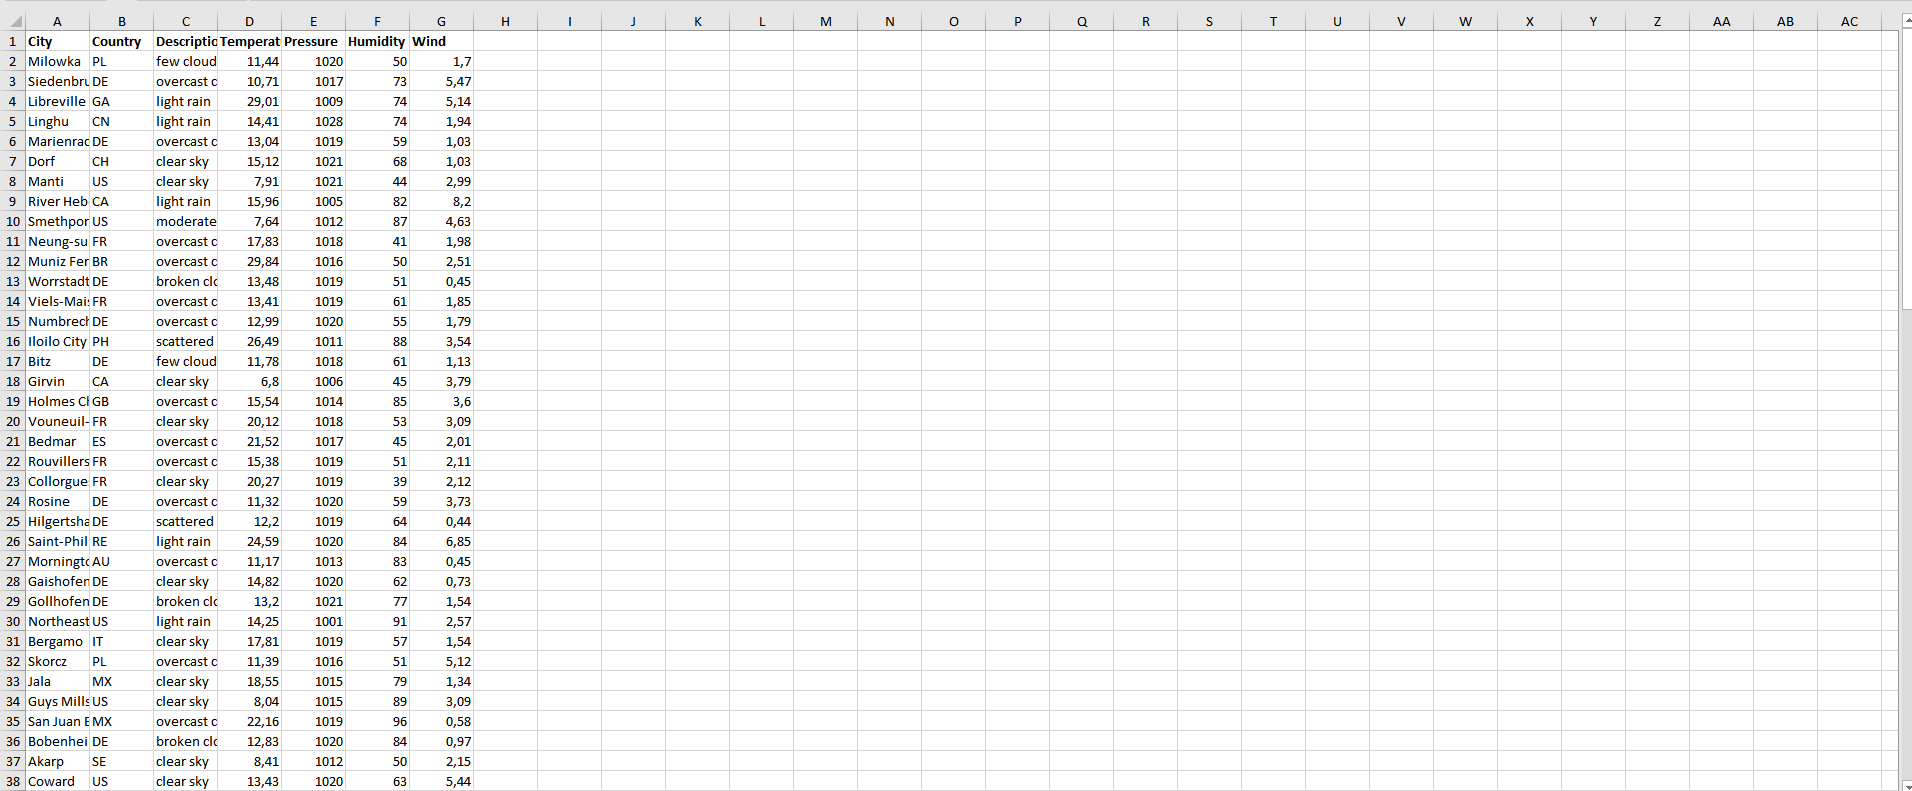 A B C D E F G H I J K L M N O P Q R S T U V W X Y Z AA AB AC
1 City Country Descriptio Temperat Pressure Humidity Wind
2 Milowka PL few cloud 11,44 1020 50 1,7
3 Siedenbru DE overcast c 10,71 1017 73 5,47
4 Libreville GA light rain 29,01 1009 74 5,14
5 Linghu CN light rain 14,41 1028 74 1,94
6 Marienrac DE overcast c 13,04 1019 59 1,03
7 Dorf CH clear sky 15,12 1021 68 1,03
8 Manti US clear sky 7,91 1021 44 2,99
9 River Heb CA light rain 15,96 1005 82 8,2
10 Smethpor US moderate 7,64 1012 87 4,63
11 Neung-su FR overcast c 17,83 1018 41 1,98
12 Muniz Fer BR overcast c 29,84 1016 50 2,51
13 Worrstadt DE broken clo 13,48 1019 51 0,45
14 Viels-Mais FR overcast c 13,41 1019 61 1,85
15 Numbrech DE overcast c 12,99 1020 55 1,79
16 Iloilo City PH scattered 26,49 1011 88 3,54
17 Bitz DE few cloud 11,78 1018 61 1,13
18 Girvin CA clear sky 6,8 1006 45 3,79
19 Holmes Ch GB overcast c 15,54 1014 85 3,6
20 Vouneuil- FR clear sky 20,12 1018 53 3,09
21 Bedmar ES overcast c 21,52 1017 45 2,01
22 Rouvillers FR overcast c 15,38 1019 51 2,11
23 Collorgue FR clear sky 20,27 1019 39 2,12
24 Rosine DE overcast c 11,32 1020 59 3,73
25 Hilgertsha DE scattered 12,2 1019 64 0,44
26 Saint-Phil RE light rain 24,59 1020 84 6,85
27 Morningto AU overcast c 11,17 1013 83 0,45
28 Gaishofen DE clear sky 14,82 1020 62 0,73
29 Gollhofen DE broken clo 13,2 1021 77 1,54
30 Northeast US light rain 14,25 1001 91 2,57
31 Bergamo IT clear sky 17,81 1019 57 1,54
32 Skorcz PL overcast c 11,39 1016 51 5,12
33 Jala MX clear sky 18,55 1015 79 1,34
34 Guys Mills US clear sky 8,04 1015 89 3,09
35 San Juan B MX overcast c 22,16 1019 96 0,58
36 Bobenhei DE broken clo 12,83 1020 84 0,97
37 Akarp SE clear sky 8,41 1012 50 2,15
38 Coward US clear sky 13,43 1020 63 5,44